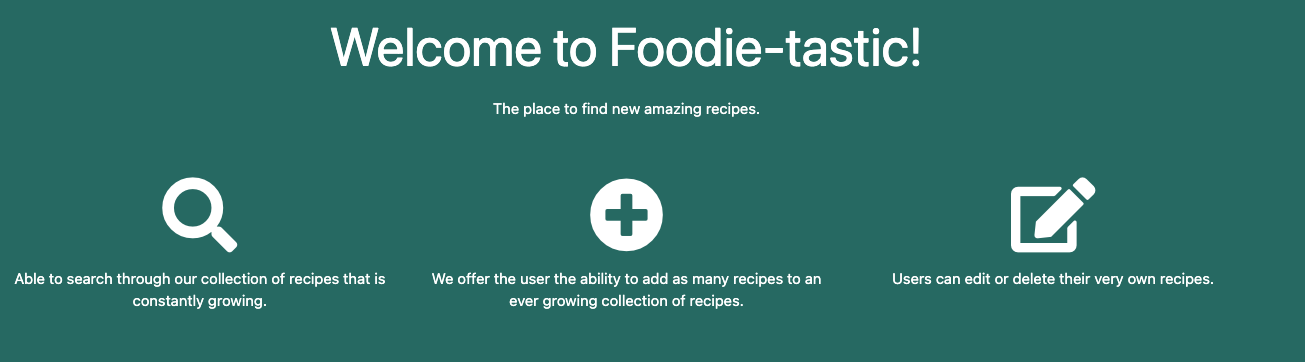 Welcome to Foodie-tastic!
The place to find new amazing recipes.
Able to search through our collection of recipes that is
constantly growing.
We offer the user the ability to add as many recipes to an
ever growing collection of recipes.
Users can edit or delete their very own recipes.